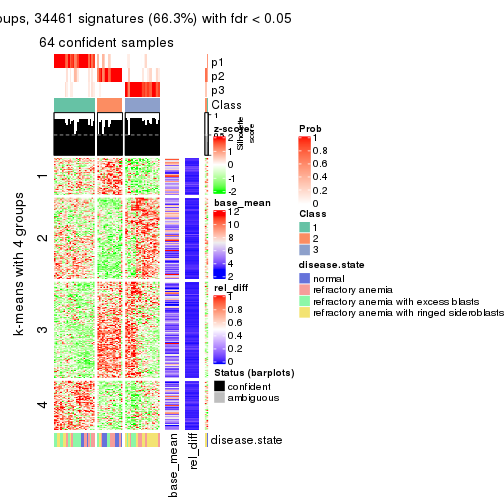 oups, 34461 signatures (66.3%) with fdr < 0.05
64 confident samples
p1
p2
p3
Class
1
Silhouette
score
k-means with 4 groups
1
2
3
4
z-score
2
1
0
-1
-2
base_mean
12
10
8
6
4
2
rel_diff
1
0.8
0.6
0.4
0.2
0
Status (barplots)
confident
ambiguous
Prob
1
0.8
0.6
0.4
0.2
0
Class
1
2
3
disease.state
normal
refractory anemia
refractory anemia with excess blasts
refractory anemia with ringed sideroblasts
disease.state
base_mean
rel_diff